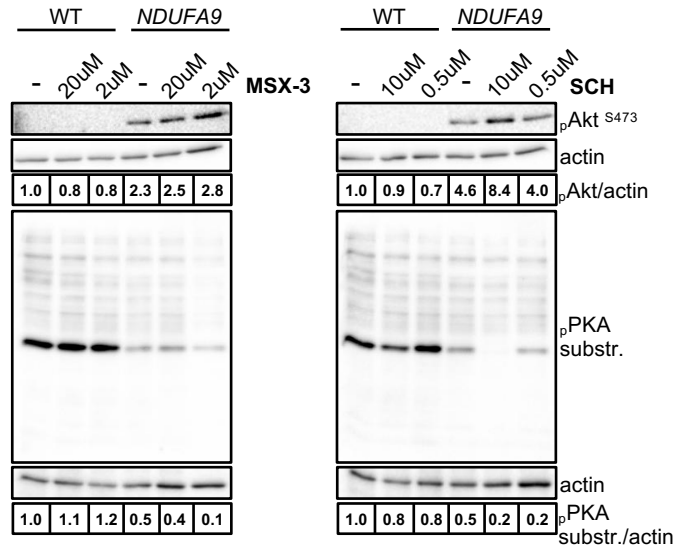 WT NDUFA9
- 20uM 2uM - 20uM 2uM MSX-3
1.0 0.8 0.8 2.3 2.5 2.8
1.0 1.1 1.2 0.5 0.4 0.1
WT NDUFA9
- 10uM 0.5uM - 10uM 0.5uM SCH
pAkt S473
actin
1.0 0.9 0.7 4.6 8.4 4.0 pAkt/actin
pPKA
substr.
actin
1.0 0.8 0.8 0.5 0.2 0.2 pPKA
substr./actin